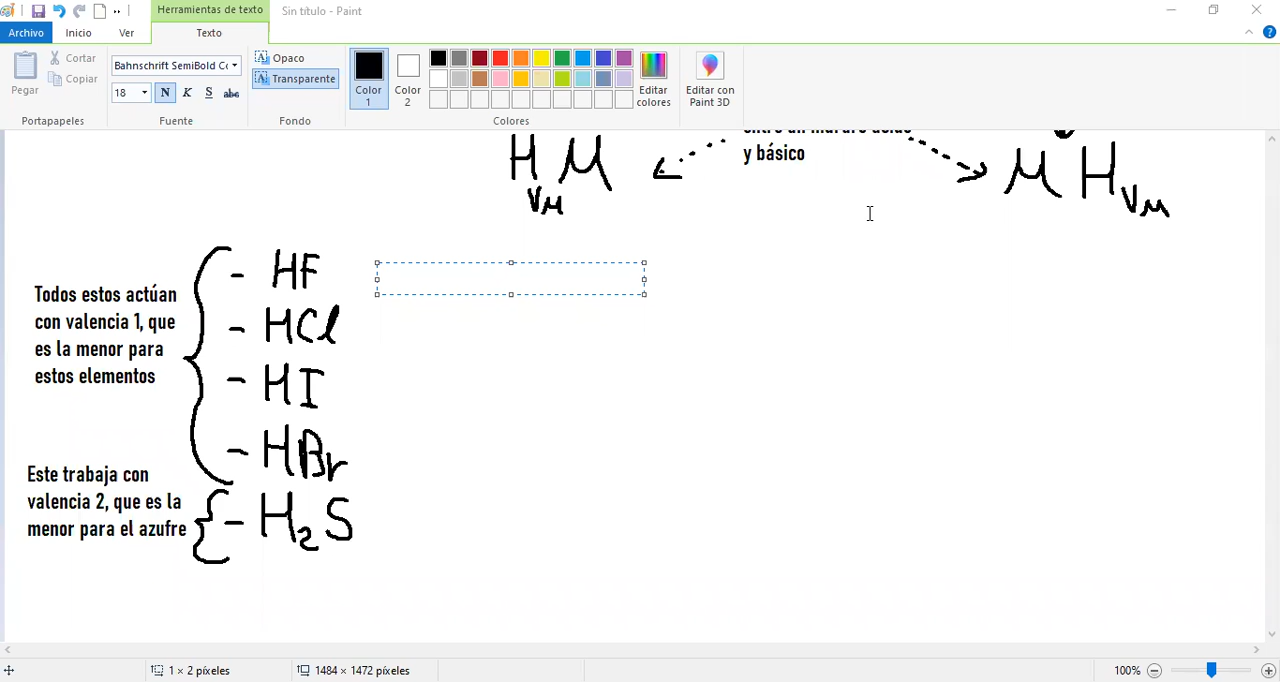 Herramientas de texto
Sin título - Paint
Archivo
Inicio
Ver
Texto
Pegar
Cortar
Copiar
Portapapeles
Bahnschrift SemiBold Co
18
N K S abc
Fuente
Opaco
Transparente
Fondo
Color 1
Color 2
Colores
Editar colores
Editar con Paint 3D
y básico
H
- HF
- HCl
- HI
- HBr
- H2S
Todos estos actúan
con valencia 1, que
es la menor para
estos elementos
Este trabaja con
valencia 2, que es la
menor para el azufre
1 × 2 píxeles
1484 × 1472 píxeles
100%